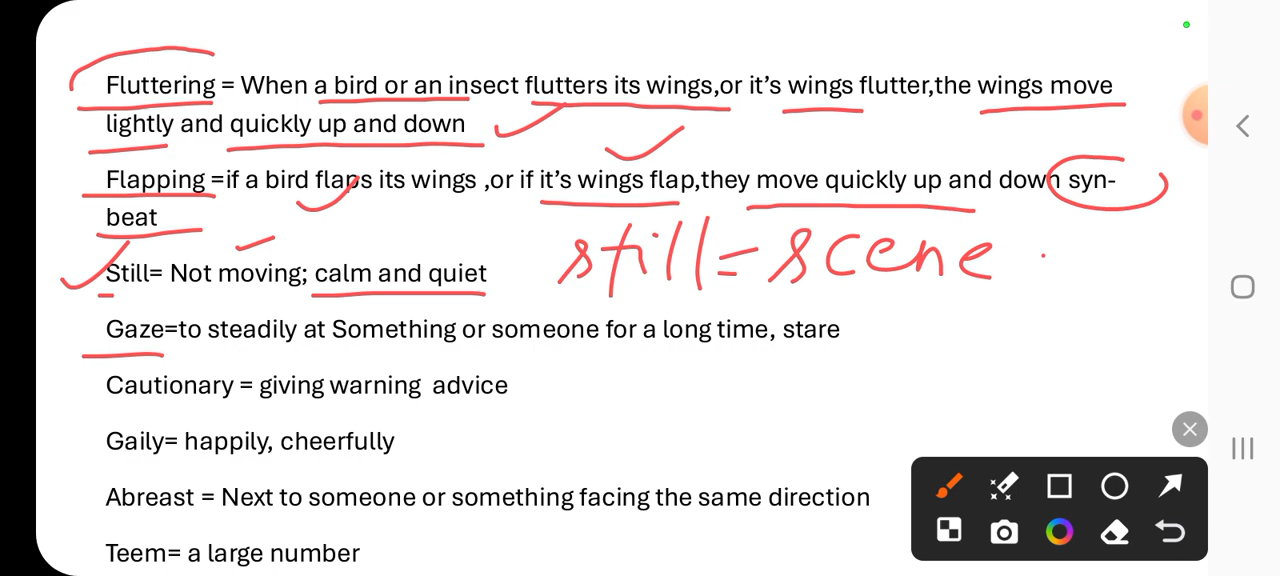 Fluttering = When a bird or an insect flutters its wings,or it's wings flutter,the wings move
lightly and quickly up and down
Flapping =if a bird flaps its wings ,or if it's wings flap,they move quickly up and down syn-
beat
still=scene
Still= Not moving; calm and quiet
Gaze=to steadily at Something or someone for a long time, stare
Cautionary = giving warning advice
Gaily= happily, cheerfully
Abreast = Next to someone or something facing the same direction
Teem= a large number